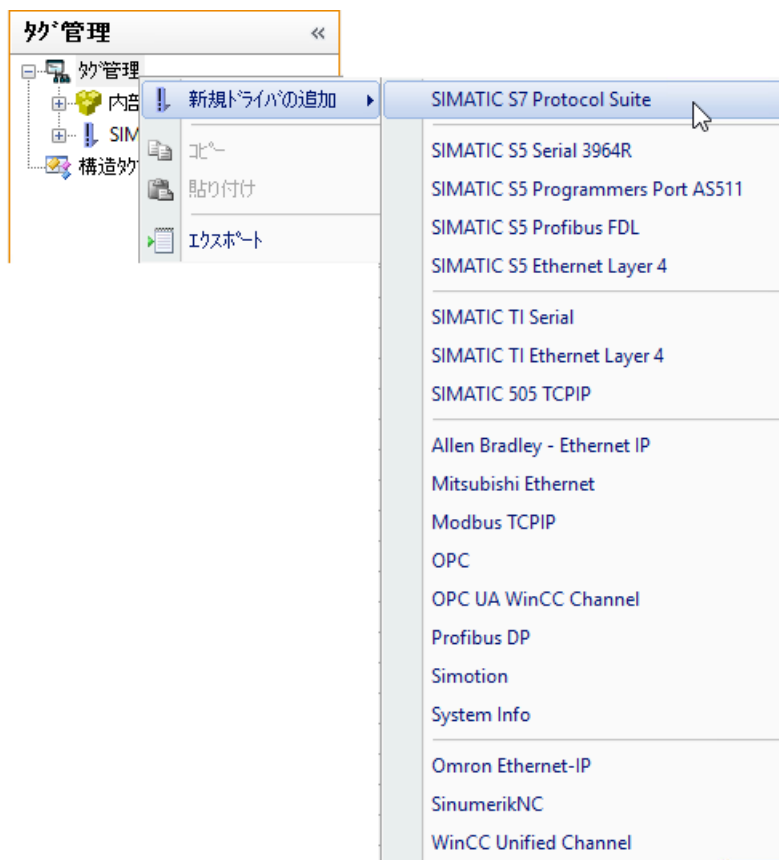 ﾀｸﾞ管理
«
ﾀｸﾞ管理
内部
SIM
構造ﾀｸﾞ
新規ﾄﾞﾗｲﾊﾞの追加
ｺﾋﾟｰ
貼り付け
ｴｸｽﾎﾟｰﾄ
SIMATIC S7 Protocol Suite
SIMATIC S5 Serial 3964R
SIMATIC S5 Programmers Port AS511
SIMATIC S5 Profibus FDL
SIMATIC S5 Ethernet Layer 4
SIMATIC TI Serial
SIMATIC TI Ethernet Layer 4
SIMATIC 505 TCPIP
Allen Bradley - Ethernet IP
Mitsubishi Ethernet
Modbus TCPIP
OPC
OPC UA WinCC Channel
Profibus DP
Simotion
System Info
Omron Ethernet-IP
SinumerikNC
WinCC Unified Channel